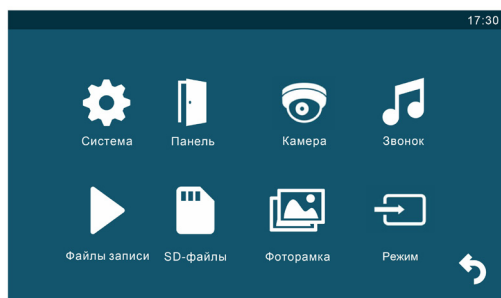 17:30
Система Панель Камера Звонок
Файлы записи SD-файлы Фоторамка Режим